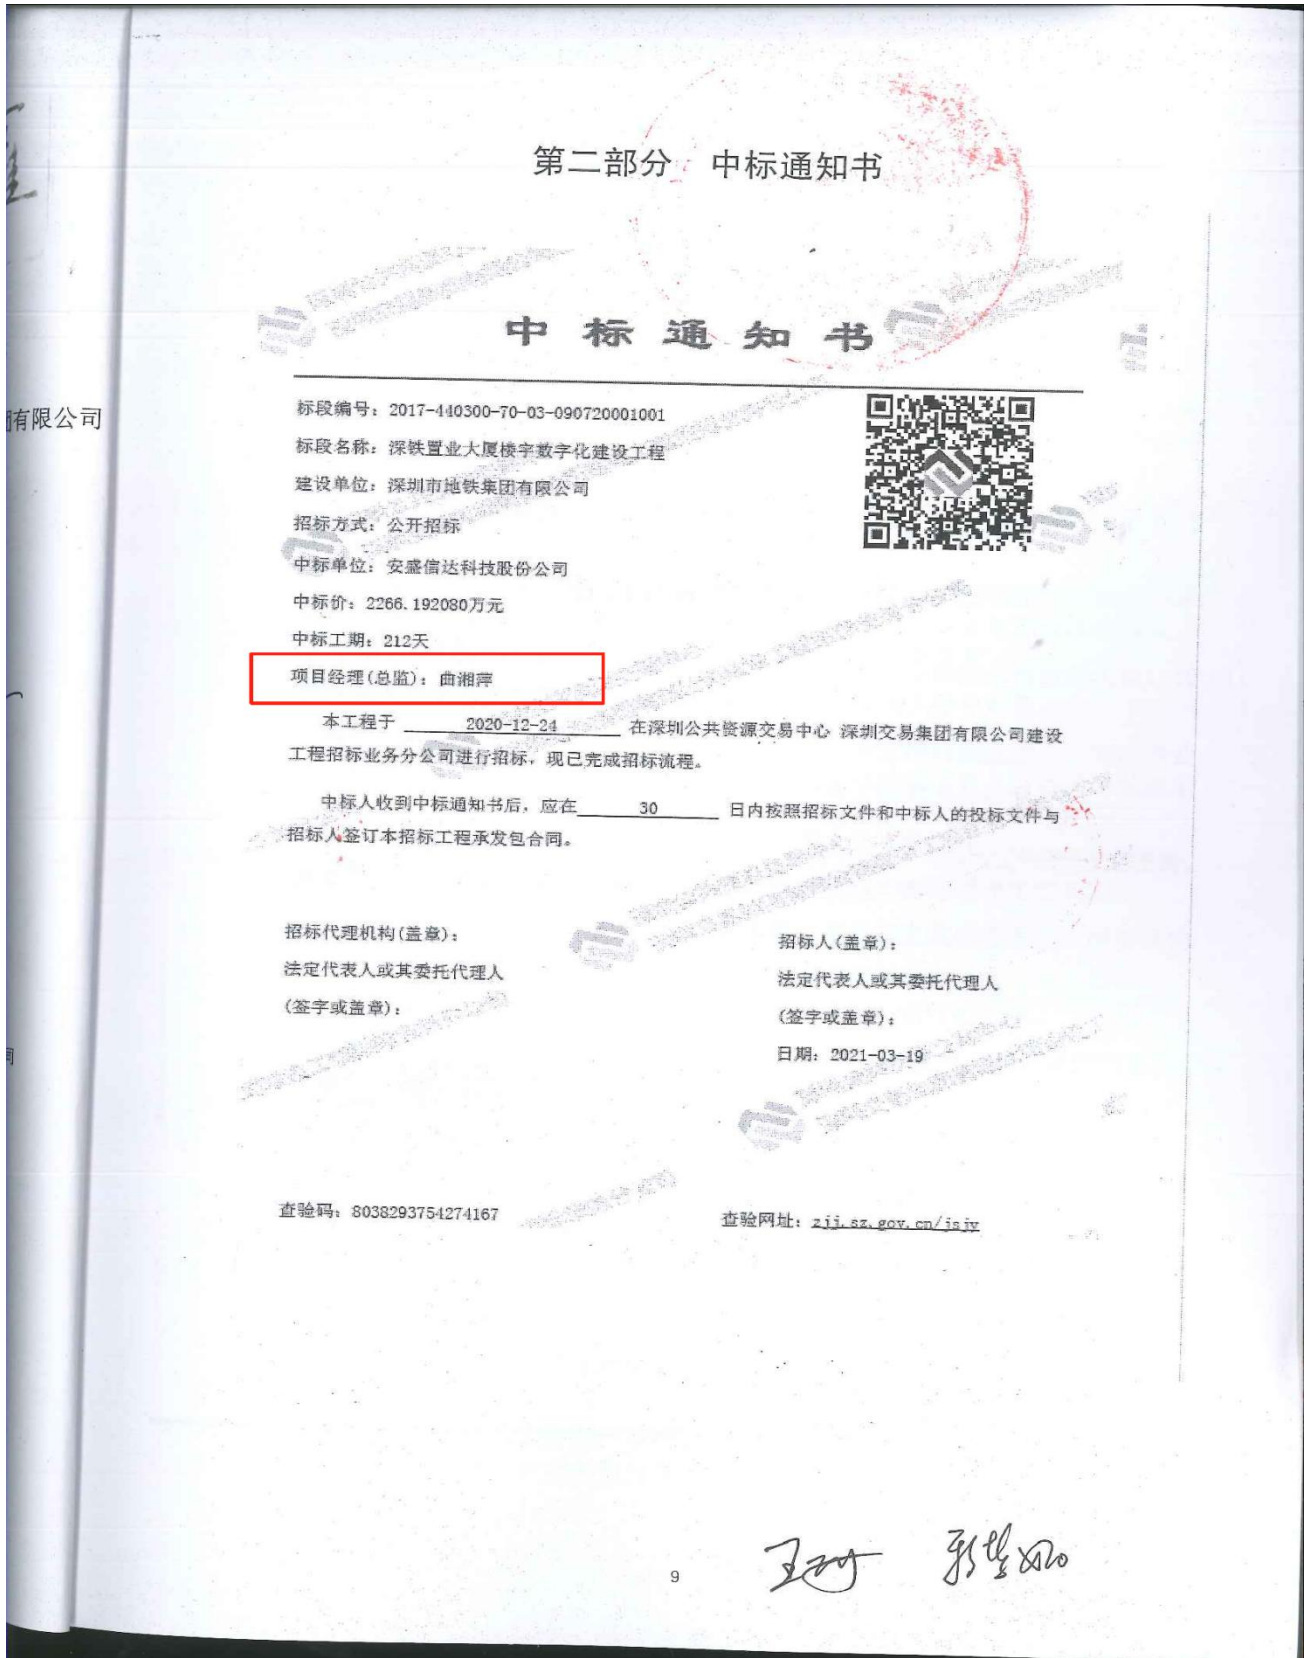 第二部分 中标通知书
中标通知书
有限公司
标段编号：2017-440300-70-03-090720001001
标段名称：深铁置业大厦楼宇数字化建设工程
建设单位：深圳市地铁集团有限公司
招标方式：公开招标
中标单位：安盛信达科技股份公司
中标价：2266.192080万元
中标工期：212天
项目经理(总监)：曲湘萍
本工程于 2020-12-24 在深圳公共资源交易中心 深圳交易集团有限公司建设
工程招标业务分公司进行招标，现已完成招标流程。
中标人收到中标通知书后，应在 30 日内按照招标文件和中标人的投标文件与
招标人签订本招标工程承发包合同。
招标代理机构(盖章)：
法定代表人或其委托代理人
(签字或盖章)：
招标人(盖章)：
法定代表人或其委托代理人
(签字或盖章)：
日期：2021-03-19
查验码：8038293754274167
查验网址：zjj.sz.gov.cn/jsjy
9